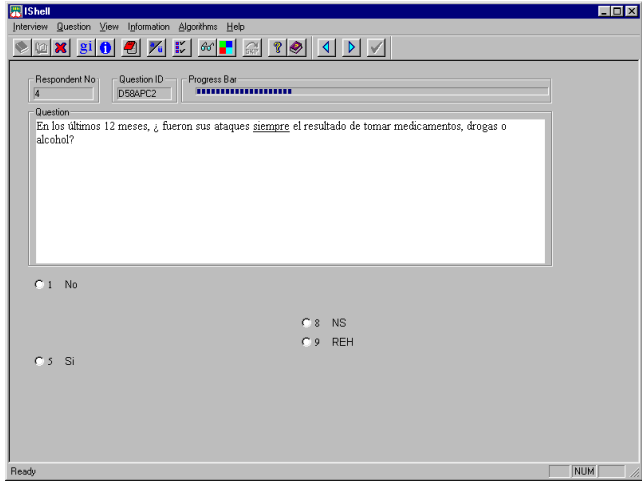 IShell
Interview Question View Information Algorithms Help
gi
Respondent No
4
Question ID
D58APC2
Progress Bar
Question
En los últimos 12 meses, ¿ fueron sus ataques siempre el resultado de tomar medicamentos, drogas o
alcohol?
1 No
8 NS
9 REH
5 Si
Ready
NUM